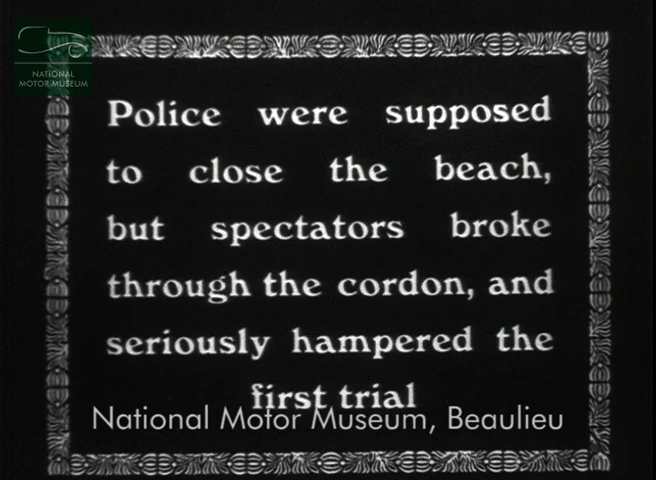 NATIONAL
MOTOR MUSEUM
Police were supposed
to close the beach,
but spectators broke
through the cordon, and
seriously hampered the
first trial
National Motor Museum, Beaulieu